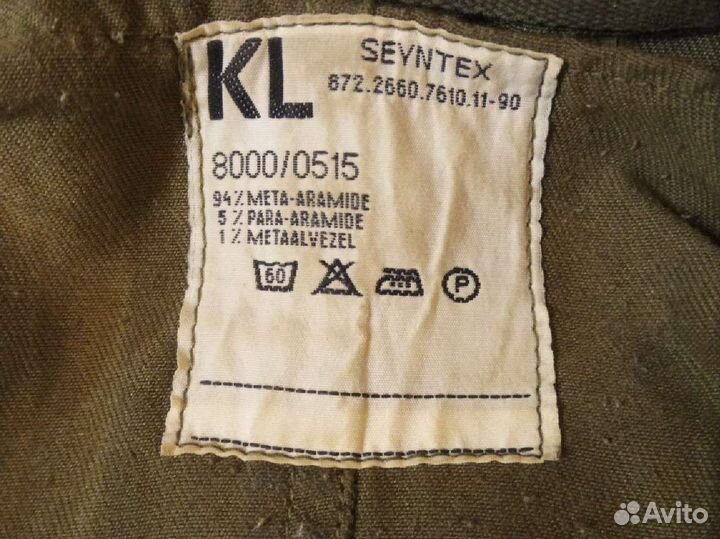 KL
SEYNTEX
872.2660.7610.11-90
8000/0515
94% META-ARAMIDE
5% PARA-ARAMIDE
1% METAALVEZEL
60
P
Avito